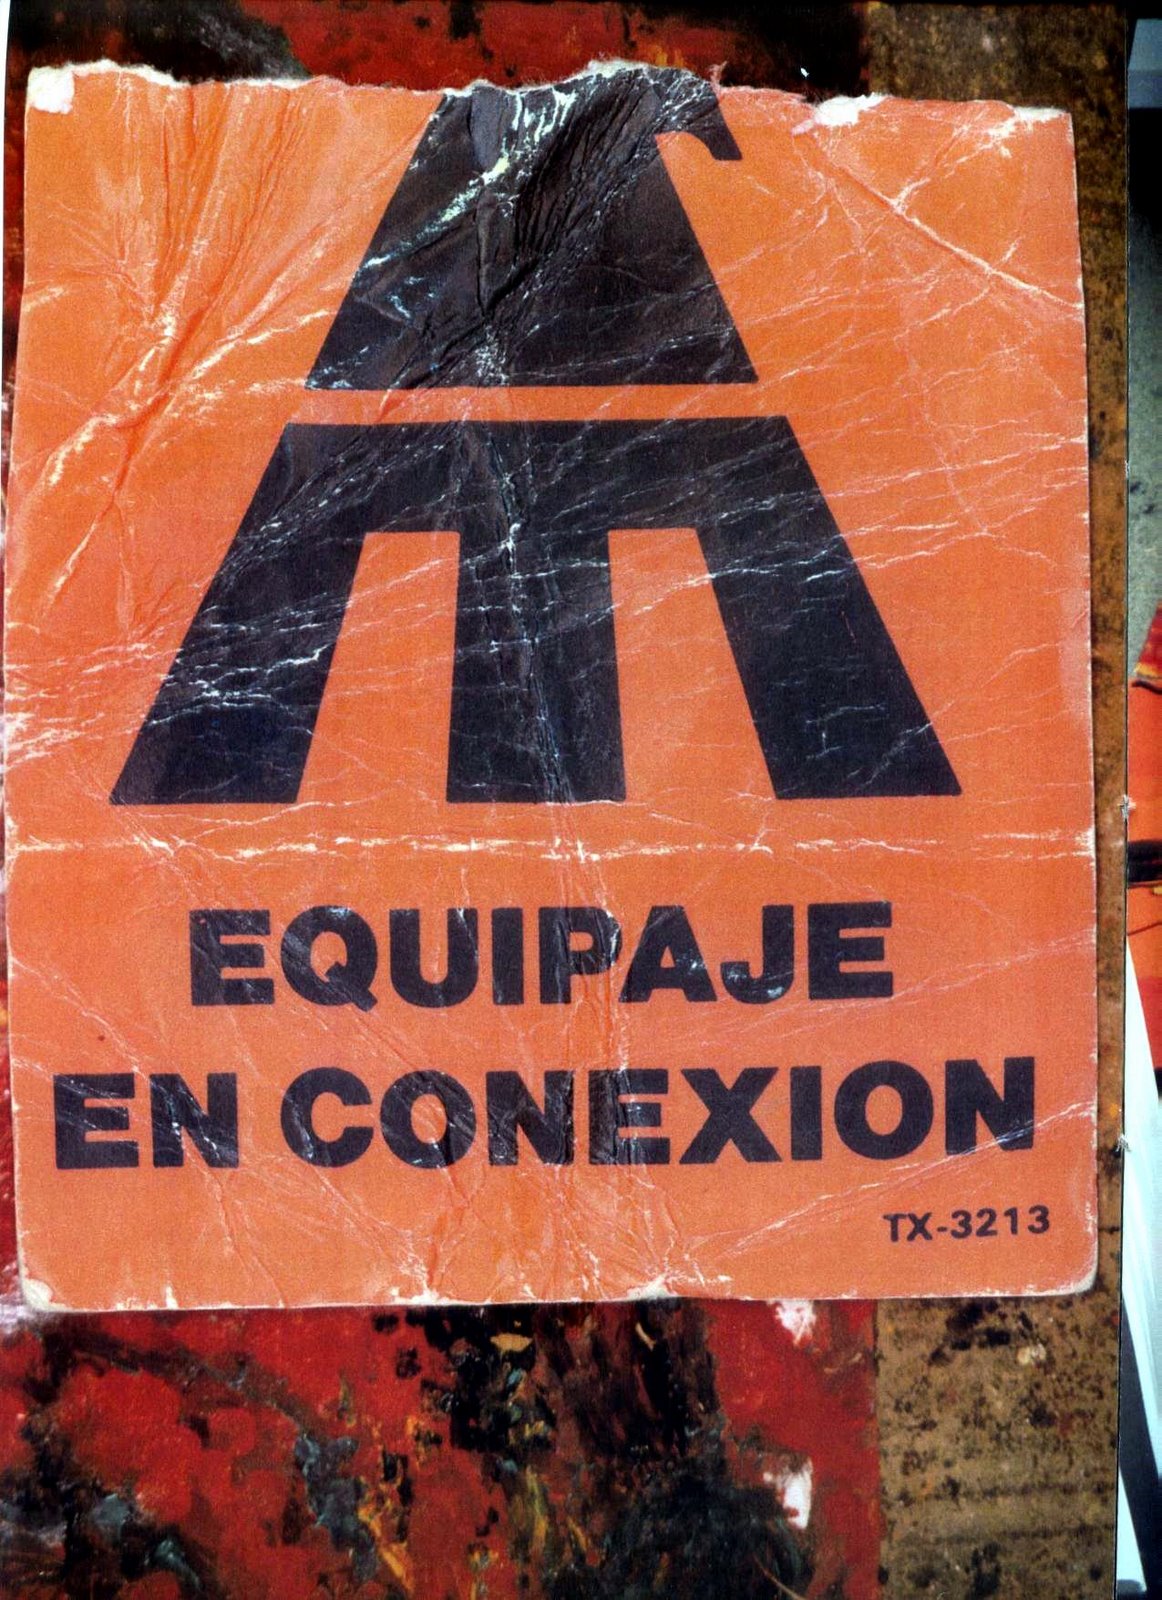 EQUIPAJE
EN CONEXION
TX-3213